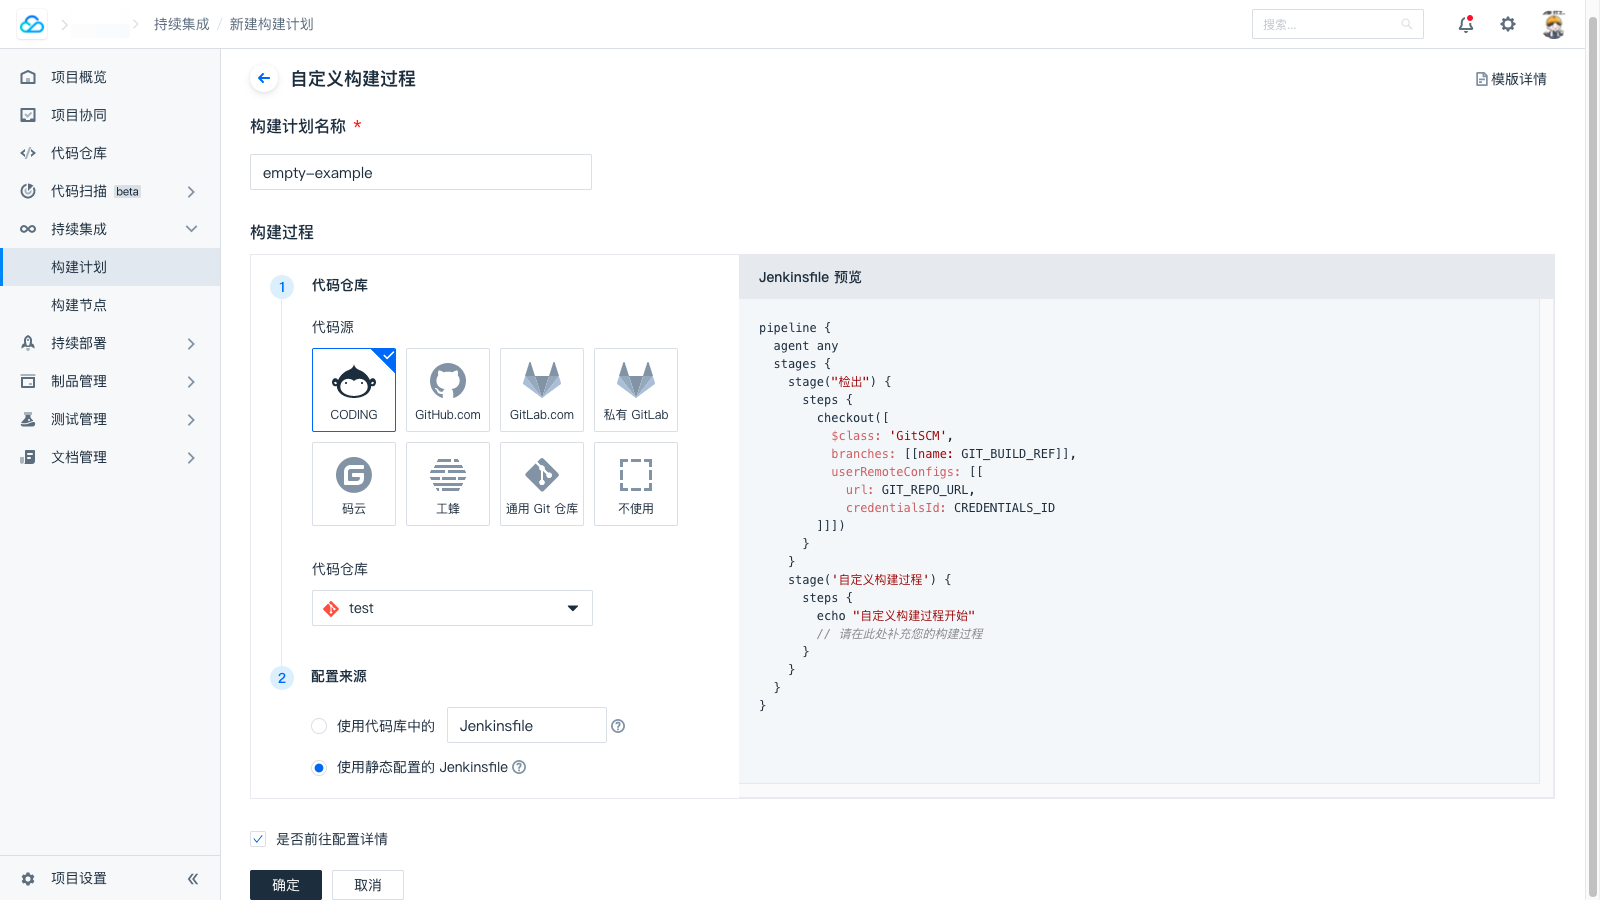 持续集成 / 新建构建计划
搜索...
项目概览
项目协同
代码仓库
代码扫描 beta
持续集成
构建计划
构建节点
持续部署
制品管理
测试管理
文档管理
项目设置
自定义构建过程
模版详情
构建计划名称 *
empty-example
构建过程
1 代码仓库
代码源
CODING GitHub.com GitLab.com 私有 GitLab
码云 工蜂 通用 Git 仓库 不使用
代码仓库
test
2 配置来源
使用代码库中的 Jenkinsfile
使用静态配置的 Jenkinsfile
Jenkinsfile 预览
pipeline {
  agent any
  stages {
    stage("检出") {
      steps {
        checkout([
          $class: 'GitSCM',
          branches: [[name: GIT_BUILD_REF]],
          userRemoteConfigs: [[
            url: GIT_REPO_URL,
            credentialsId: CREDENTIALS_ID
        ]]])
      }
    }
    stage('自定义构建过程') {
      steps {
        echo "自定义构建过程开始"
        // 请在此处补充您的构建过程
      }
    }
  }
}
是否前往配置详情
确定 取消